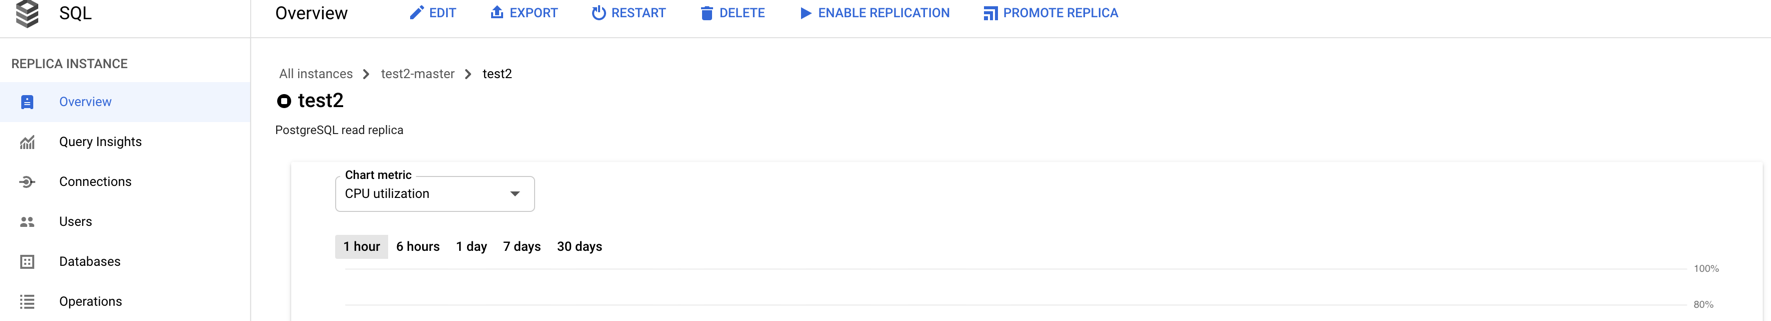 SQL
Overview
EDIT
EXPORT
RESTART
DELETE
ENABLE REPLICATION
PROMOTE REPLICA
REPLICA INSTANCE
Overview
Query Insights
Connections
Users
Databases
Operations
All instances > test2-master > test2
test2
PostgreSQL read replica
Chart metric
CPU utilization
1 hour 6 hours 1 day 7 days 30 days
100%
80%